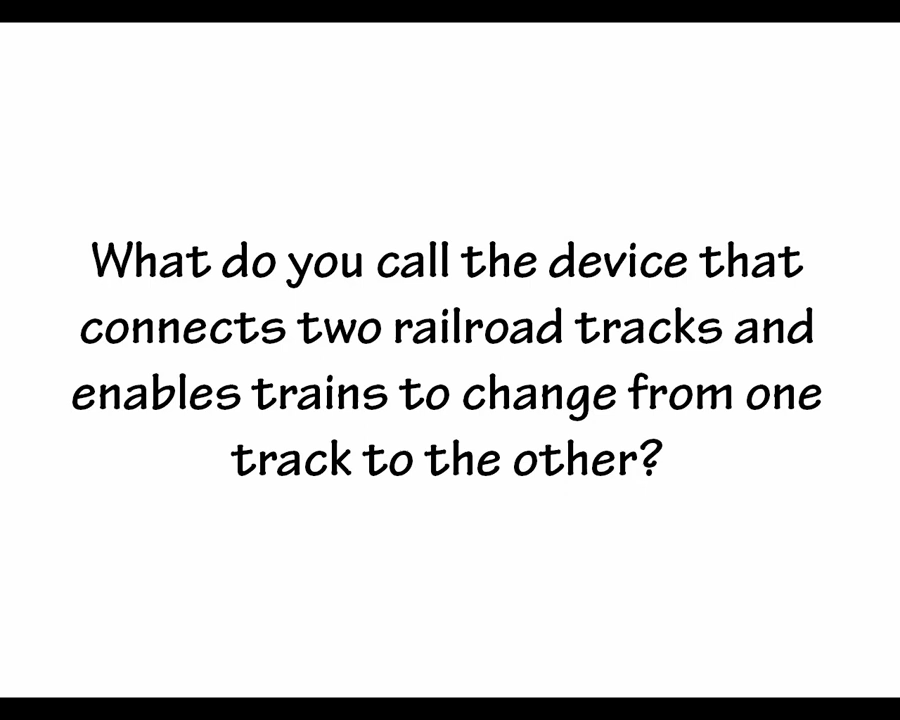 What do you call the device that
connects two railroad tracks and
enables trains to change from one
track to the other?